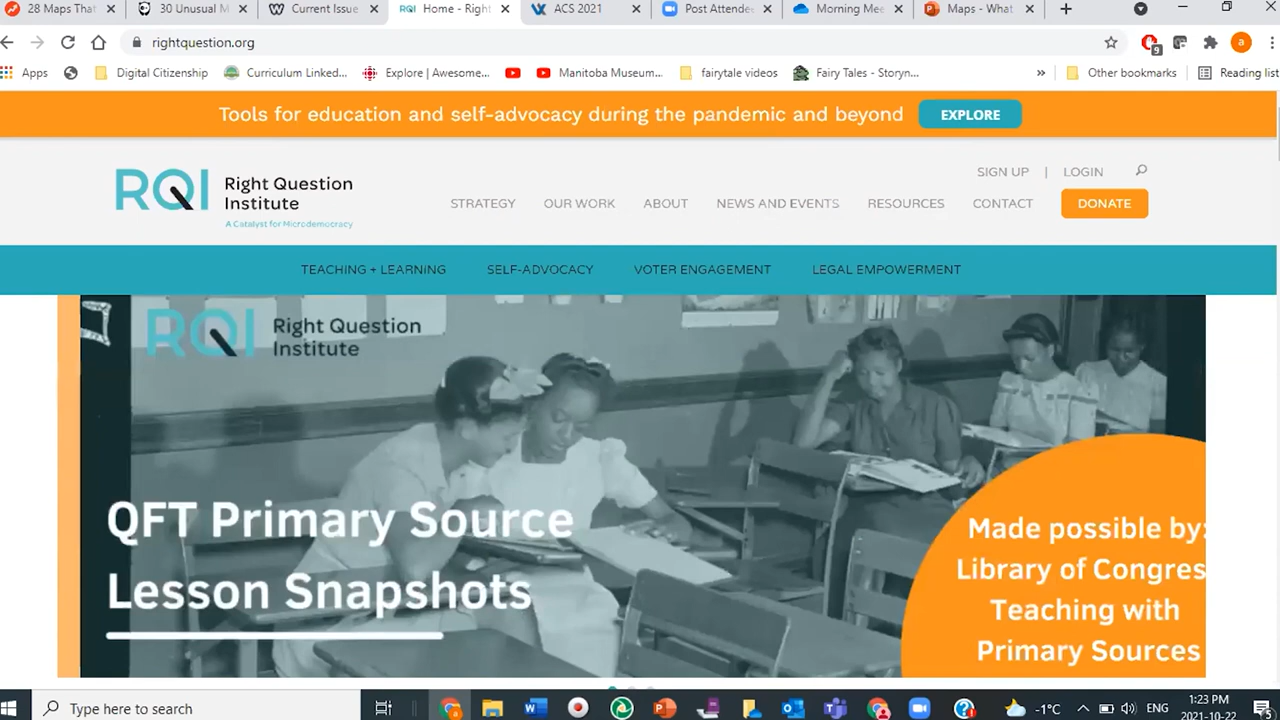 28 Maps That
30 Unusual M
Current Issue
Home - Right
ACS 2021
Post Attendee
Morning Mee
Maps - What
rightquestion.org
9
a
Apps
Digital Citizenship
Curriculum Linked...
Explore | Awesome...
Manitoba Museum...
fairytale videos
Fairy Tales - Storyn...
»
Other bookmarks
Reading list
Tools for education and self-advocacy during the pandemic and beyond
EXPLORE
SIGN UP | LOGIN
RQI
Right Question
Institute
A Catalyst for Microdemocracy
STRATEGY
OUR WORK
ABOUT
NEWS AND EVENTS
RESOURCES
CONTACT
DONATE
TEACHING + LEARNING
SELF-ADVOCACY
VOTER ENGAGEMENT
LEGAL EMPOWERMENT
RQI
Right Question
Institute
QFT Primary Source
Lesson Snapshots
Made possible by:
Library of Congres
Teaching with
Primary Sources
Type here to search
-1°C
ENG
1:23 PM
2021-10-22